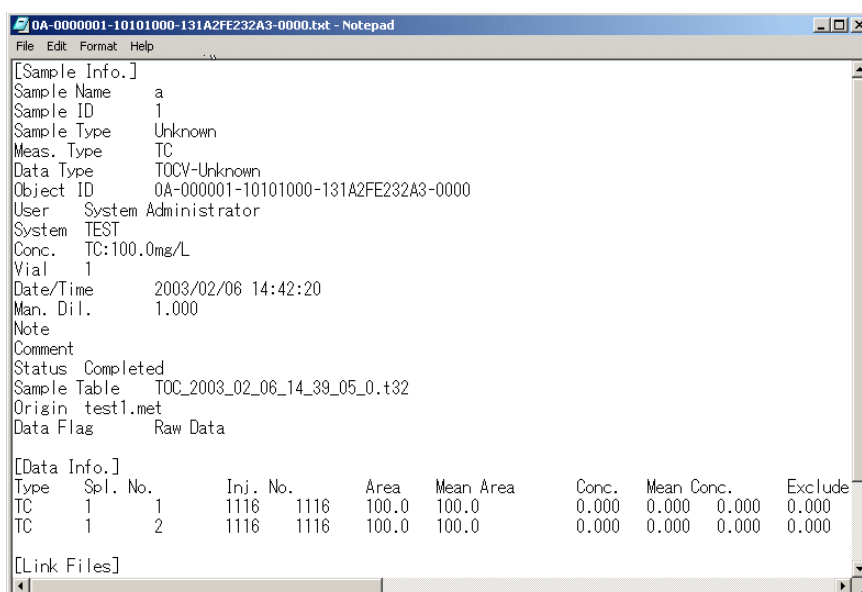 0A-0000001-10101000-131A2FE232A3-0000.txt - Notepad
File Edit Format Help
[Sample Info.]
Sample Name a
Sample ID 1
Sample Type Unknown
Meas. Type TC
Data Type TOCV-Unknown
Object ID 0A-000001-10101000-131A2FE232A3-0000
User System Administrator
System TEST
Conc. TC:100.0mg/L
Vial 1
Date/Time 2003/02/06 14:42:20
Man. Dil. 1.000
Note
Comment
Status Completed
Sample Table TOC_2003_02_06_14_39_05_0.t32
Origin test1.met
Data Flag Raw Data
[Data Info.]
Type Spl. No. Inj. No. Area Mean Area Conc. Mean Conc. Exclude
TC 1 1 1116 1116 100.0 100.0 0.000 0.000 0.000 0.000
TC 1 2 1116 1116 100.0 100.0 0.000 0.000 0.000 0.000
[Link Files]